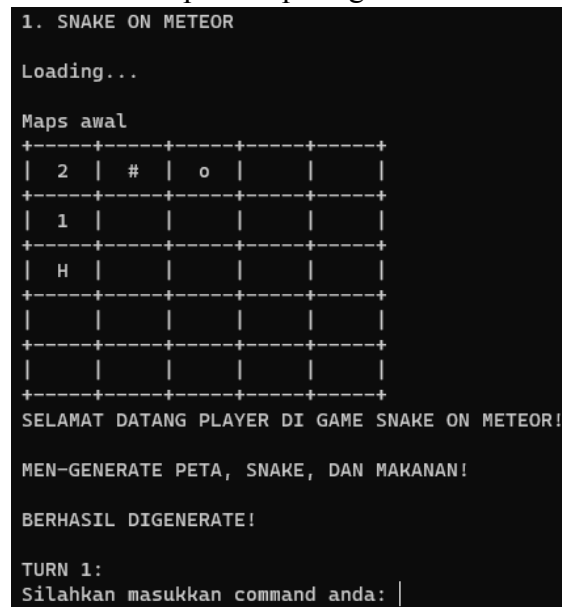 1. SNAKE ON METEOR
Loading...
Maps awal
+-----+-----+-----+-----+-----+
|  2  |  #  |  o  |     |     |
+-----+-----+-----+-----+-----+
|  1  |     |     |     |     |
+-----+-----+-----+-----+-----+
|  H  |     |     |     |     |
+-----+-----+-----+-----+-----+
|     |     |     |     |     |
+-----+-----+-----+-----+-----+
|     |     |     |     |     |
+-----+-----+-----+-----+-----+
SELAMAT DATANG PLAYER DI GAME SNAKE ON METEOR!
MEN-GENERATE PETA, SNAKE, DAN MAKANAN!
BERHASIL DIGENERATE!
TURN 1:
Silahkan masukkan command anda: